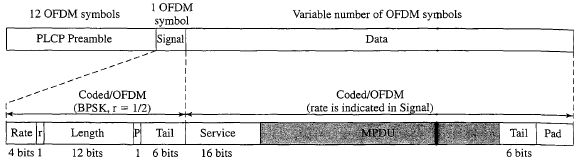 1 OFDM
12 OFDM symbols symbol Variable number of OFDM symbols
PLCP Preamble Signal Data
Coded/OFDM Coded/OFDM
(BPSK, r = 1/2) (rate is indicated in Signal)
Rate r Length P Tail Service MPDU Tail Pad
4 bits 1 12 bits 1 6 bits 16 bits 6 bits